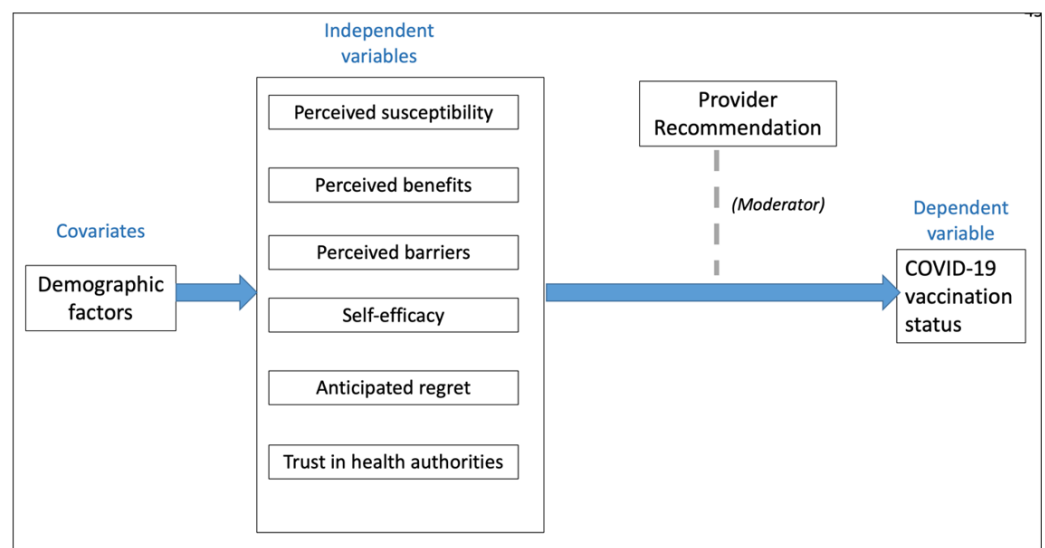 Independent
variables
Perceived susceptibility
Perceived benefits
Perceived barriers
Self-efficacy
Anticipated regret
Trust in health authorities
Covariates
Demographic
factors
Provider
Recommendation
(Moderator)
Dependent
variable
COVID-19
vaccination
status